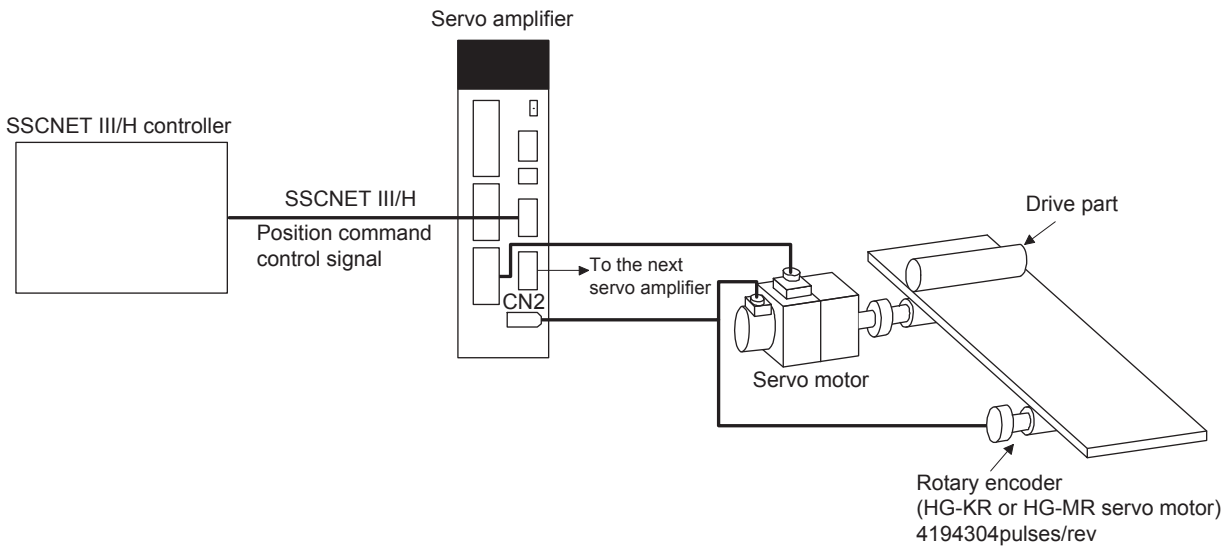 Servo amplifier
SSCNET III/H controller
SSCNET III/H
Position command
control signal
To the next
servo amplifier
CN2
Drive part
Servo motor
Rotary encoder
(HG-KR or HG-MR servo motor)
4194304pulses/rev